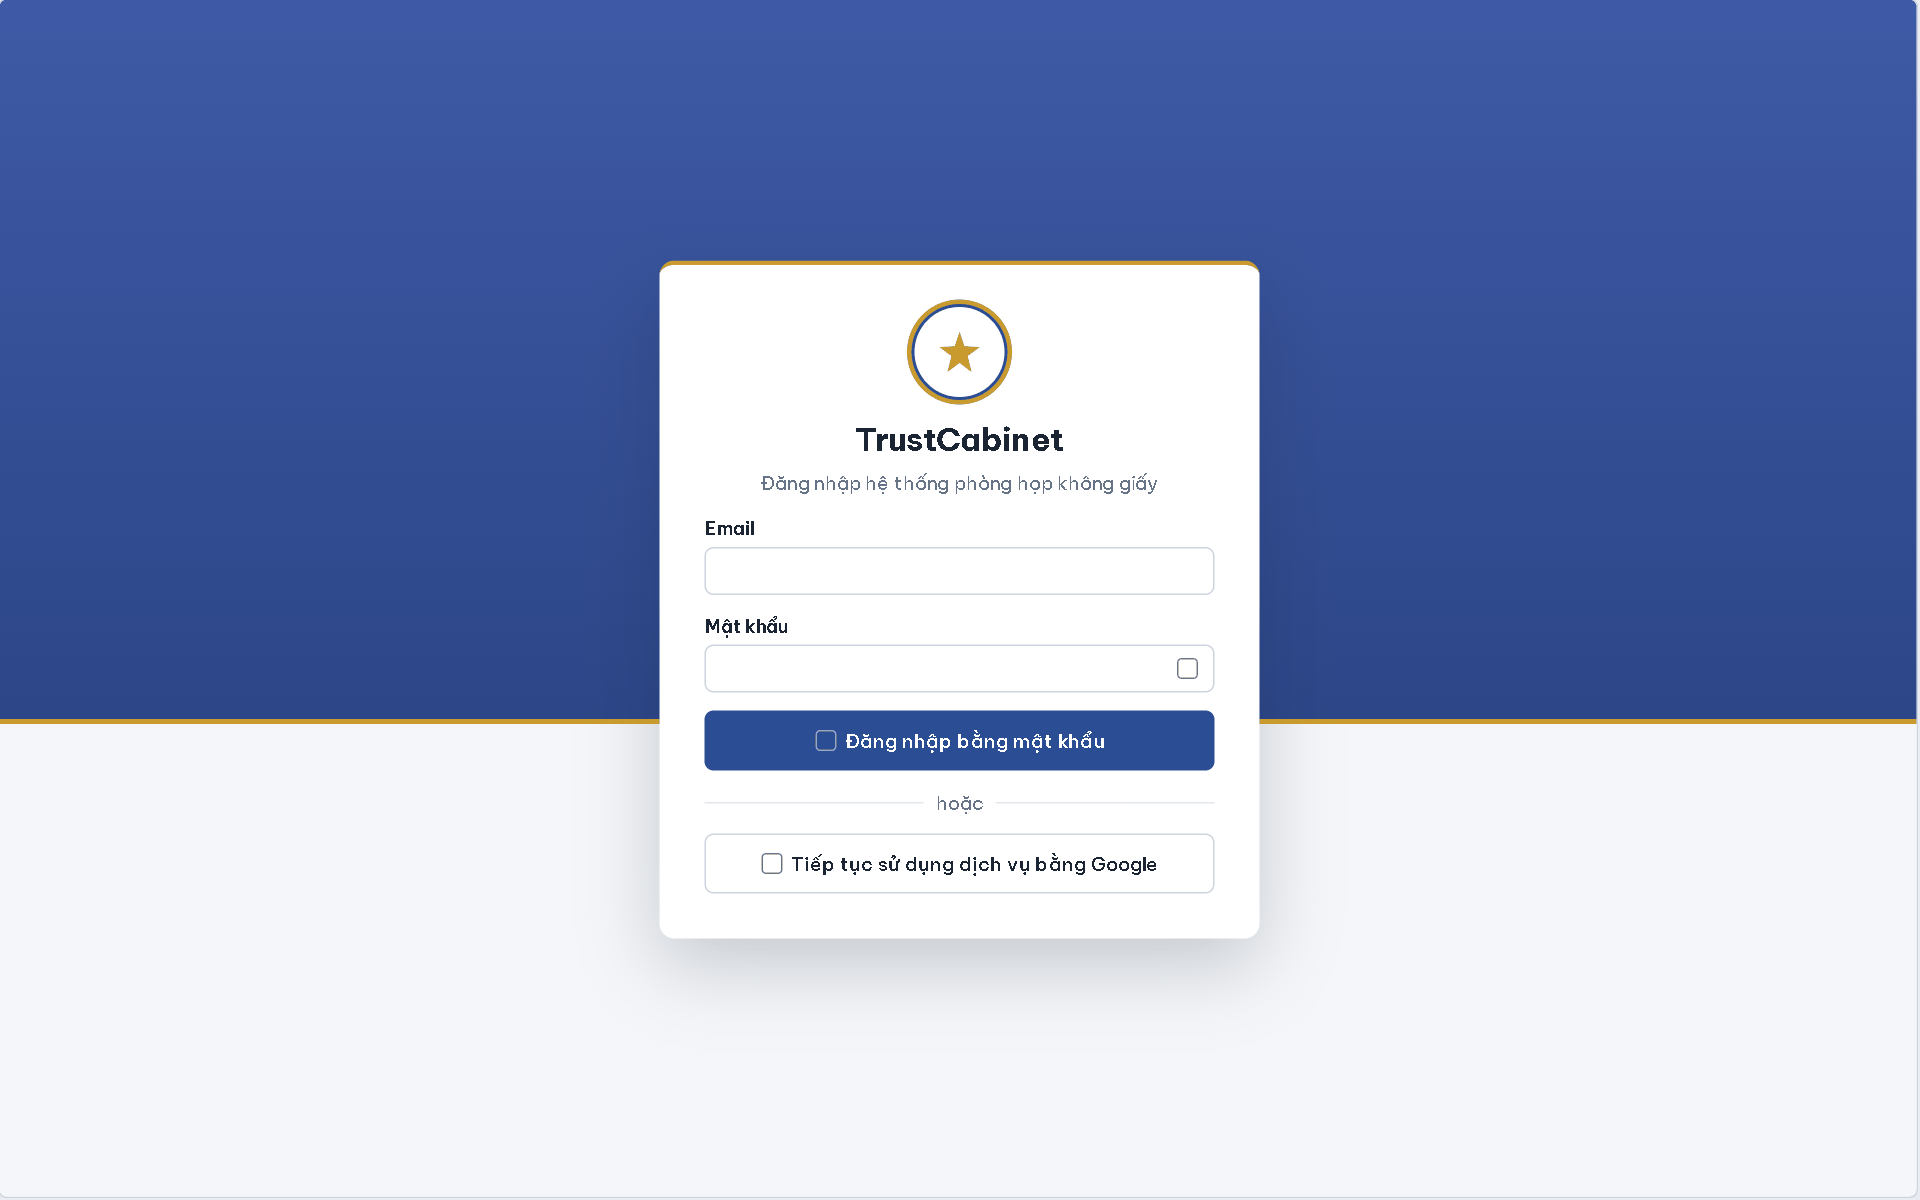 TrustCabinet
Đăng nhập hệ thống phòng họp không giấy
Email
Mật khẩu
Đăng nhập bằng mật khẩu
hoặc
Tiếp tục sử dụng dịch vụ bằng Google